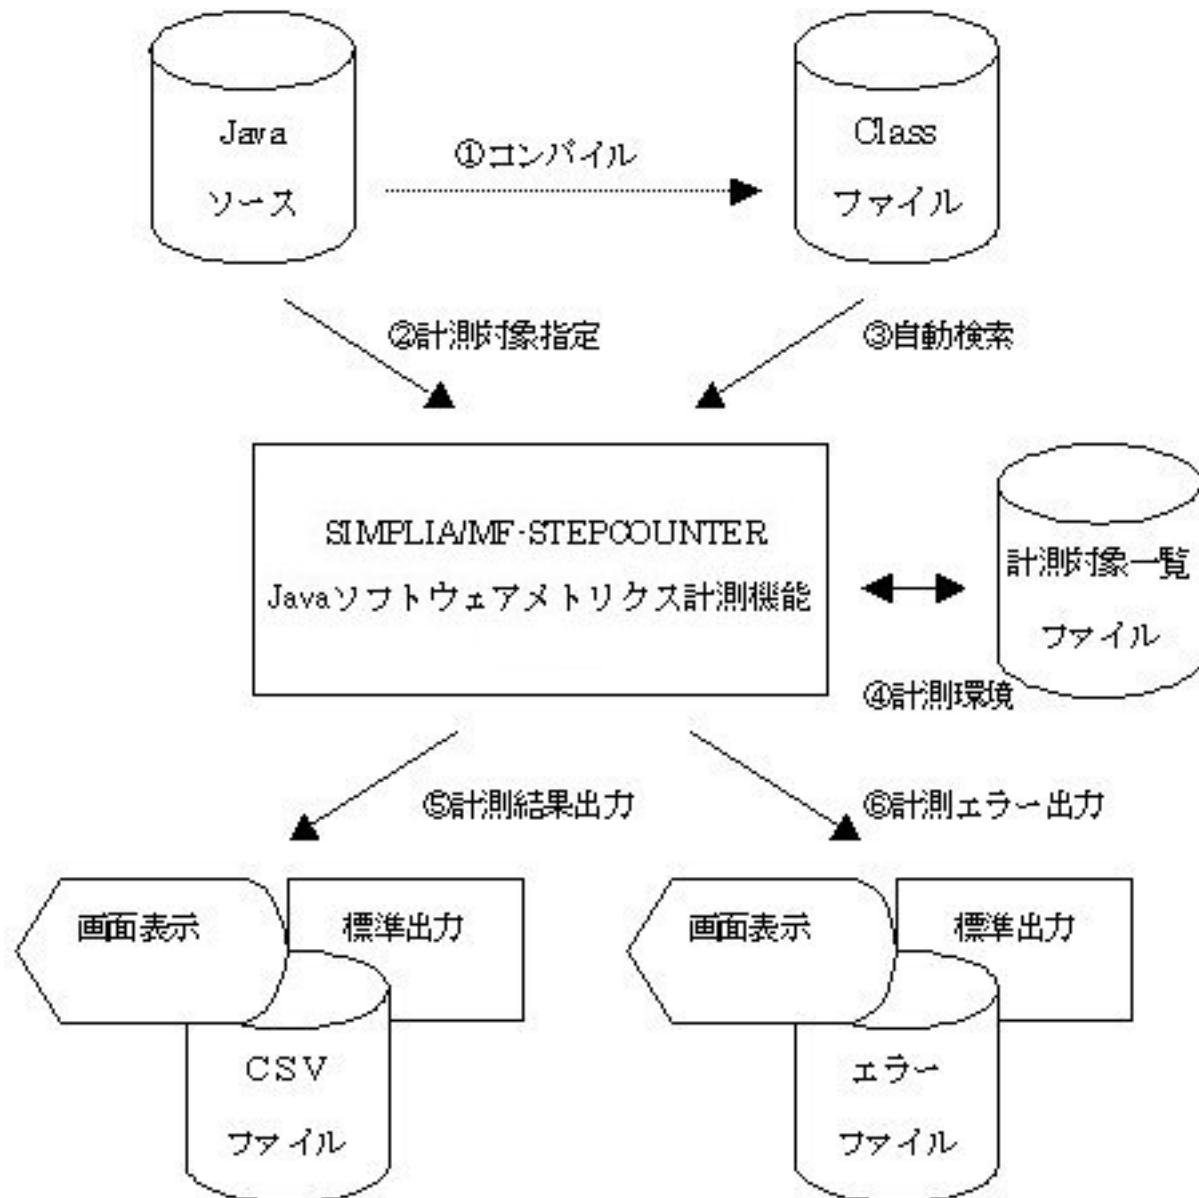 Java
ソース
①コンパイル
Class
ファイル
②計測対象指定
③自動検索
SIMPLIA/MF-STEPCOUNTER
Javaソフトウェアメトリクス計測機能
計測対象一覧
ファイル
④計測環境
⑤計測結果出力
⑥計測エラー出力
画面表示
標準出力
CSV
ファイル
画面表示
標準出力
エラー
ファイル